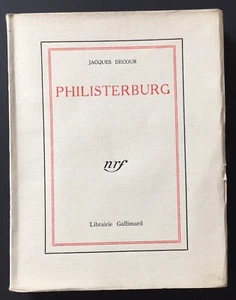 JACQUES DECOUR
PHILISTERBURG
nrf
Librairie Gallimard